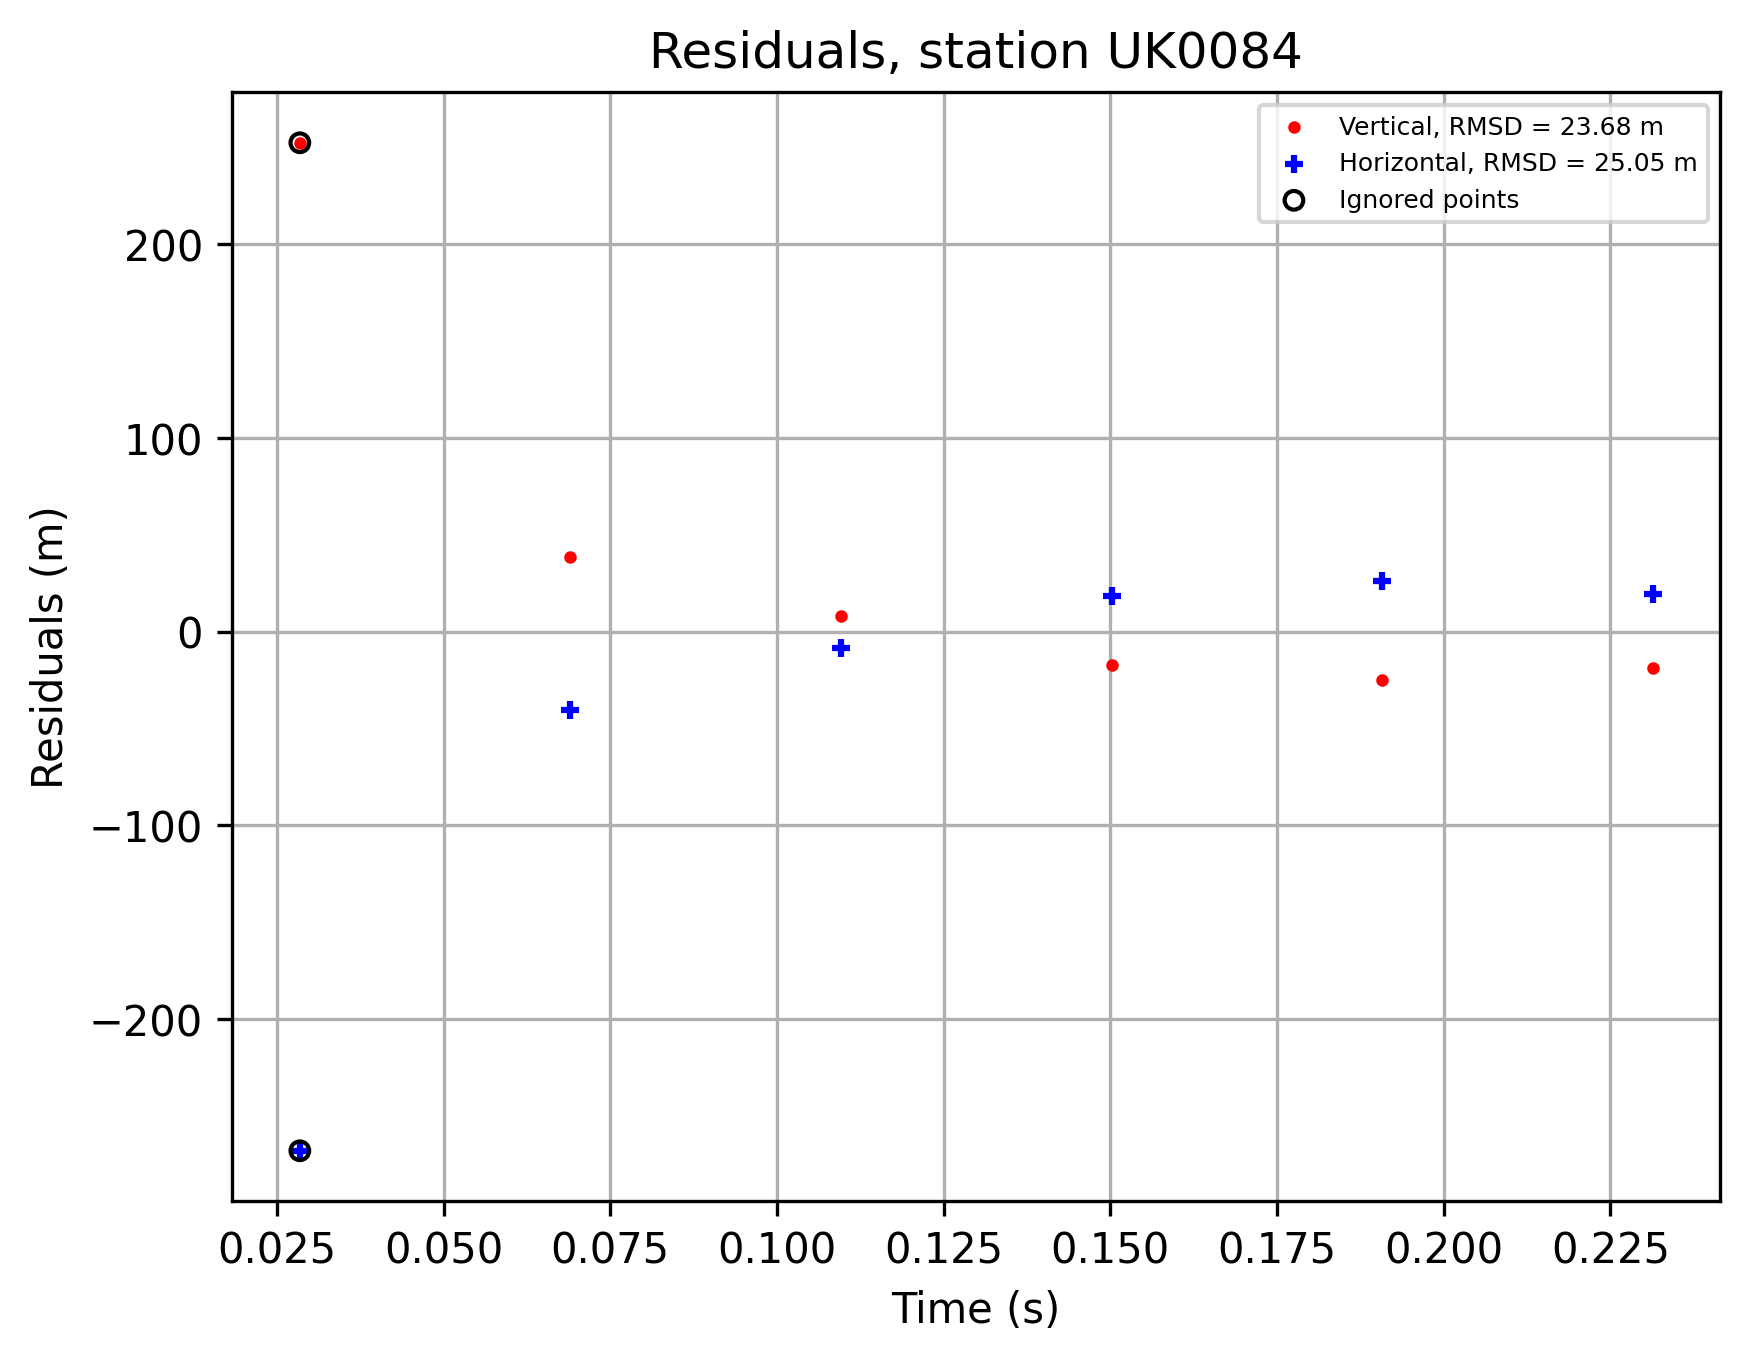 Residuals, station UK0084
Vertical, RMSD = 23.68 m
Horizontal, RMSD = 25.05 m
Ignored points
200
100
0
−100
−200
Residuals (m)
0.025 0.050 0.075 0.100 0.125 0.150 0.175 0.200 0.225
Time (s)